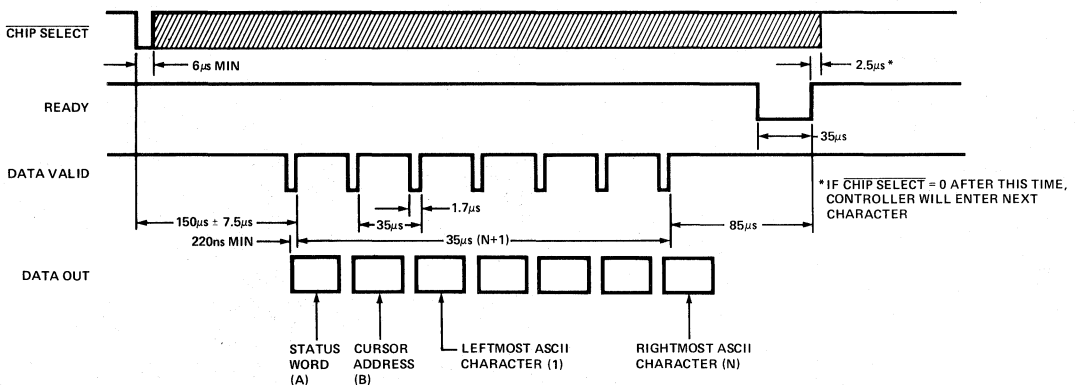 CHIP SELECT
6µs MIN
2.5µs *
READY
35µs
DATA VALID
1.7µs
* IF CHIP SELECT = 0 AFTER THIS TIME,
CONTROLLER WILL ENTER NEXT
CHARACTER
150µs ± 7.5µs
35µs
85µs
220ns MIN
35µs (N+1)
DATA OUT
STATUS
WORD
(A)
CURSOR
ADDRESS
(B)
LEFTMOST ASCII
CHARACTER (1)
RIGHTMOST ASCII
CHARACTER (N)